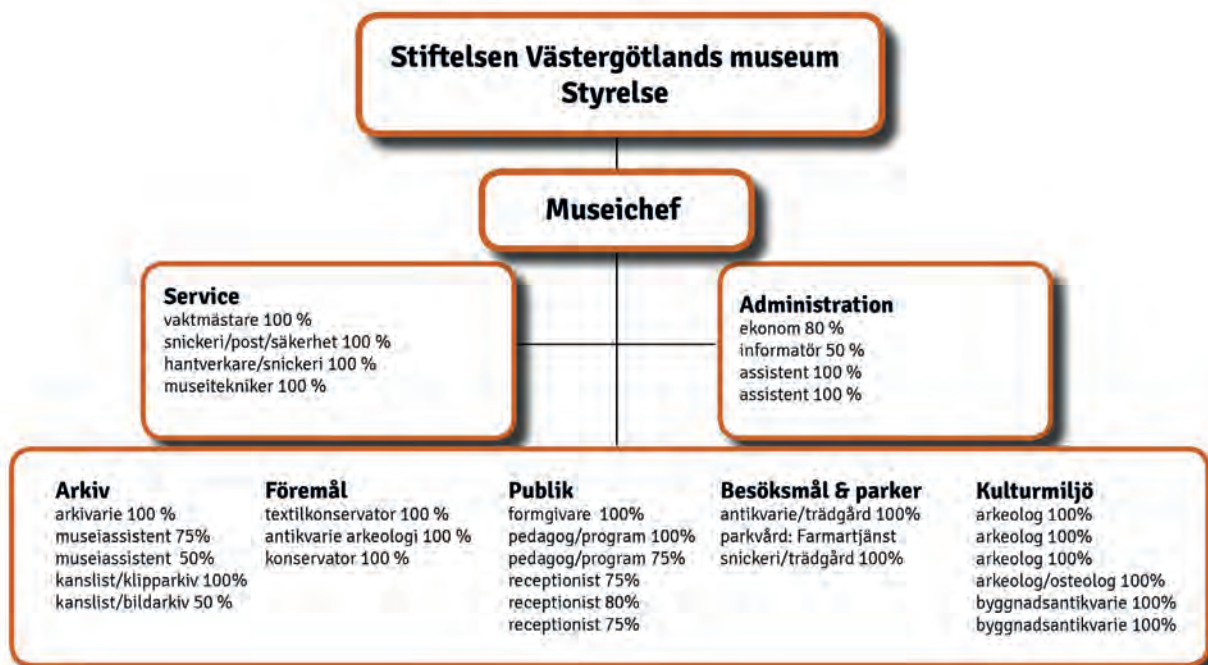 Stiftelsen Västergötlands museum
Styrelse
Museichef
Service
vaktmästare 100 %
snickeri/post/säkerhet 100 %
hantverkare/snickeri 100 %
museitekniker 100 %
Administration
ekonom 80 %
informatör 50 %
assistent 100 %
assistent 100 %
Arkiv
arkivarie 100 %
museiassistent 75%
museiassistent 50%
kanslist/klipparkiv 100%
kanslist/bildarkiv 50 %
Föremål
textilkonservator 100 %
antikvarie arkeologi 100 %
konservator 100 %
Publik
formgivare 100%
pedagog/program 100%
pedagog/program 75%
receptionist 75%
receptionist 80%
receptionist 75%
Besöksmål & parker
antikvarie/trädgård 100%
parkvård: Farmartjänst
snickeri/trädgård 100%
Kulturmiljö
arkeolog 100%
arkeolog 100%
arkeolog 100%
arkeolog/osteolog 100%
byggnadsantikvarie 100%
byggnadsantikvarie 100%